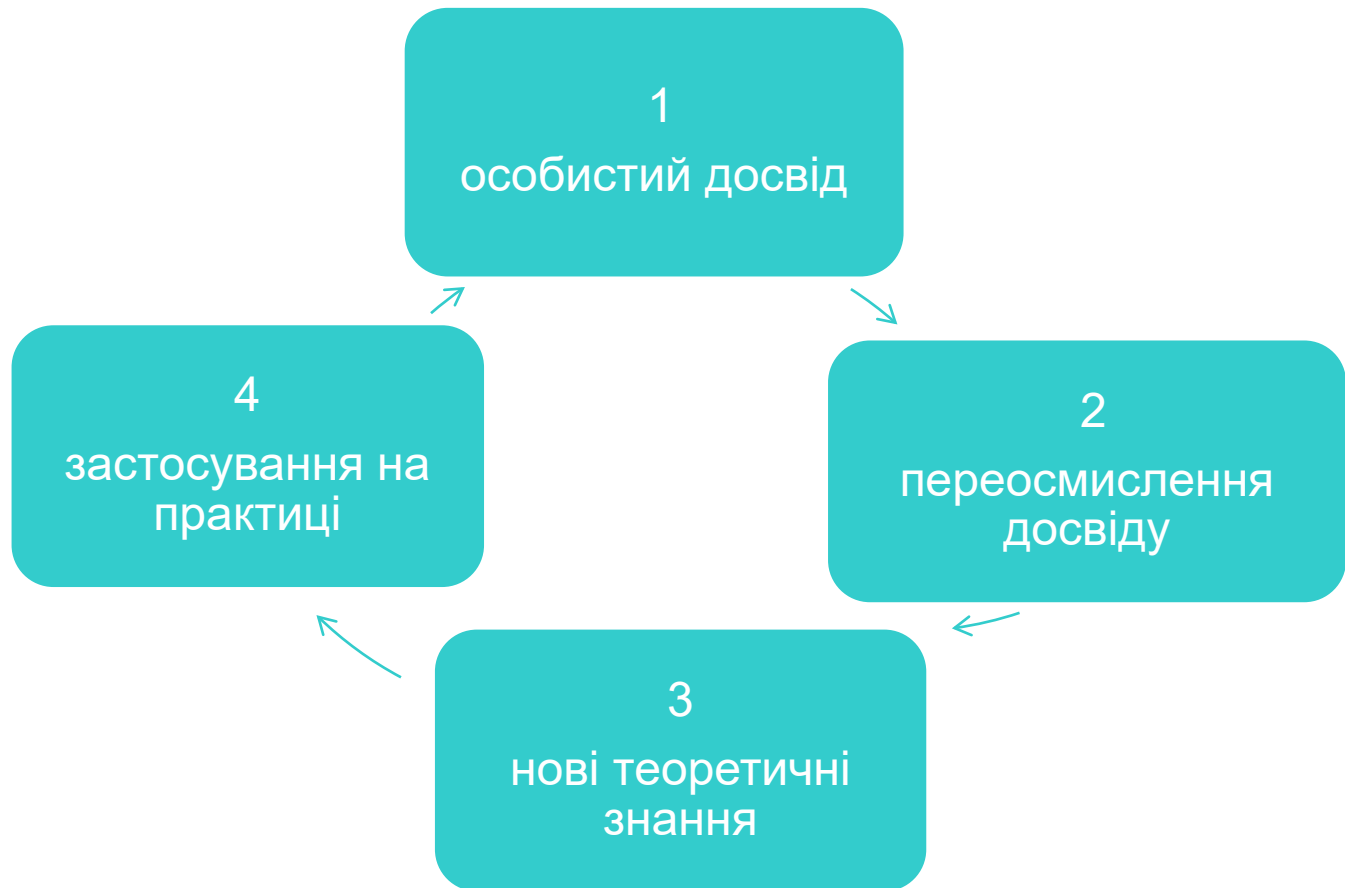 1
особистий досвід
2
переосмислення
досвіду
3
нові теоретичні
знання
4
застосування на
практиці